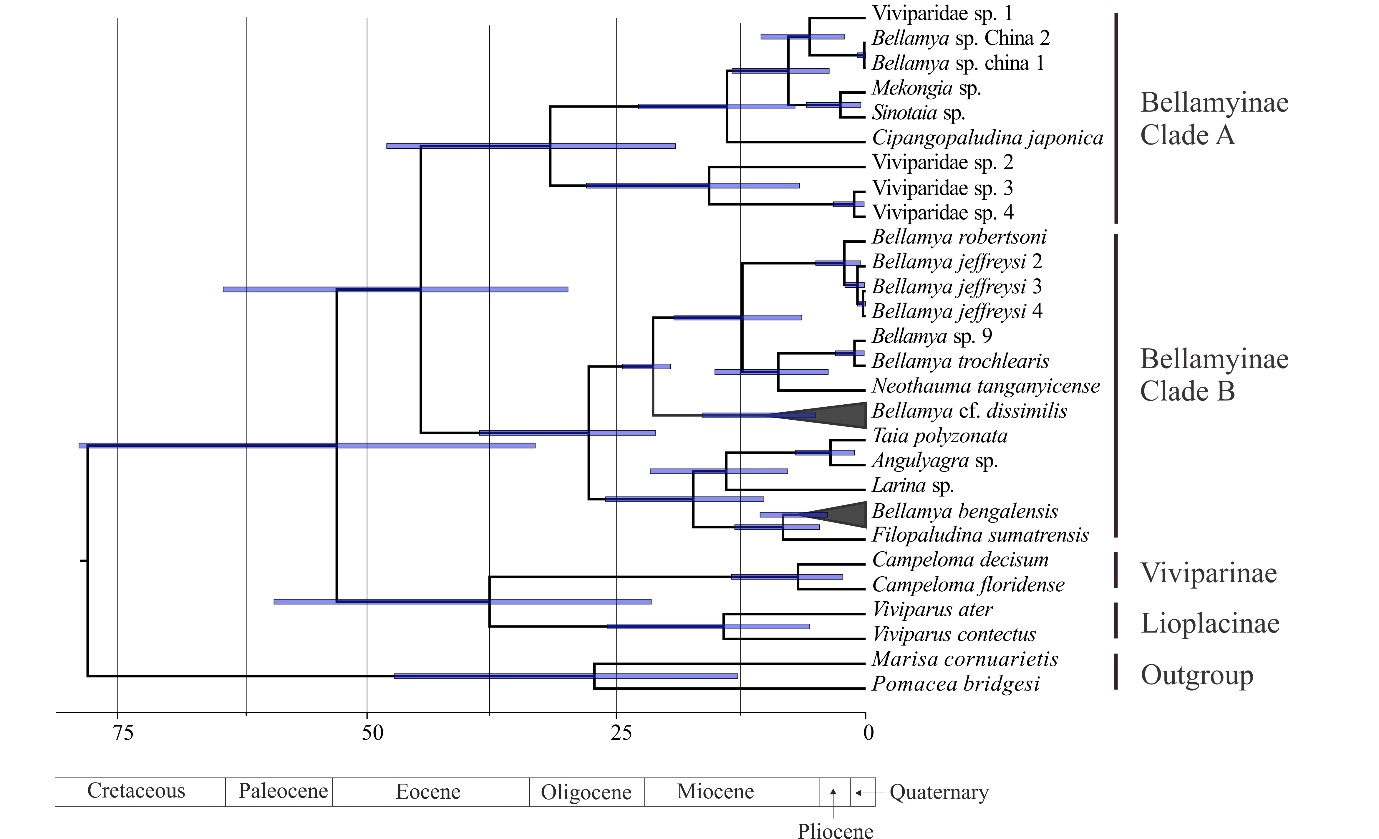 Viviparidae sp. 1
Bellamya sp. China 2
Bellamya sp. china 1
Mekongia sp.
Sinotaia sp.
Cipangopaludina japonica
Viviparidae sp. 2
Viviparidae sp. 3
Viviparidae sp. 4
Bellamyinae
Clade A
Bellamya robertsoni
Bellamya jeffreysi 2
Bellamya jeffreysi 3
Bellamya jeffreysi 4
Bellamya sp. 9
Bellamya trochlearis
Neothauma tanganyicense
Bellamya cf. dissimilis
Taia polyzonata
Angulyagra sp.
Larina sp.
Bellamya bengalensis
Filopaludina sumatrensis
Bellamyinae
Clade B
Campeloma decisum
Campeloma floridense
Viviparinae
Viviparus ater
Viviparus contectus
Lioplacinae
Marisa cornuarietis
Pomacea bridgesi
Outgroup
75 50 25 0
Cretaceous Paleocene Eocene Oligocene Miocene Quaternary
Pliocene